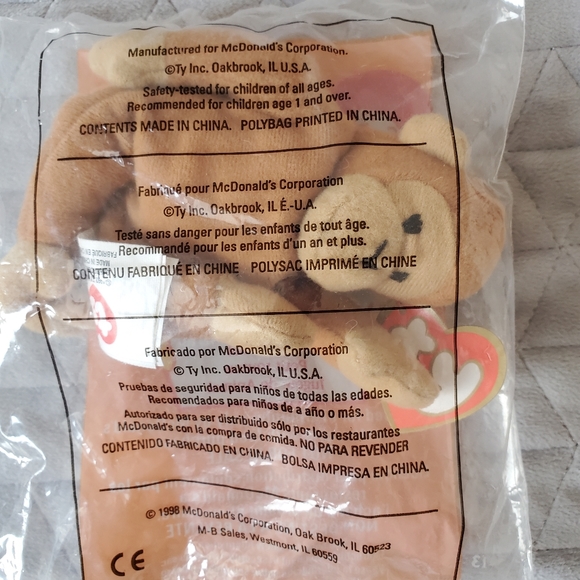 Manufactured for McDonald's Corporation.
©Ty Inc. Oakbrook, IL U.S.A.
Safety-tested for children of all ages.
Recommended for children age 1 and over.
CONTENTS MADE IN CHINA. POLYBAG PRINTED IN CHINA.
Fabriqué pour McDonald's Corporation
©Ty Inc. Oakbrook, IL É.-U.A.
Testé sans danger pour les enfants de tout âge.
Recommandé pour les enfants d'un an et plus.
CONTENU FABRIQUÉ EN CHINE POLYSAC IMPRIMÉ EN CHINE
Fabricado por McDonald's Corporation
© Ty Inc. Oakbrook, IL U.S.A.
Pruebas de seguridad para niños de todas las edades.
Recomendados para niños de a año o más.
Autorizado para ser distribuido sólo por los restaurantes
McDonald's con la compra de comida. NO PARA REVENDER
CONTENIDO FABRICADO EN CHINA. BOLSA IMPRESA EN CHINA.
© 1998 McDonald's Corporation, Oak Brook, IL 60523
M-B Sales, Westmont, IL 60559
CE